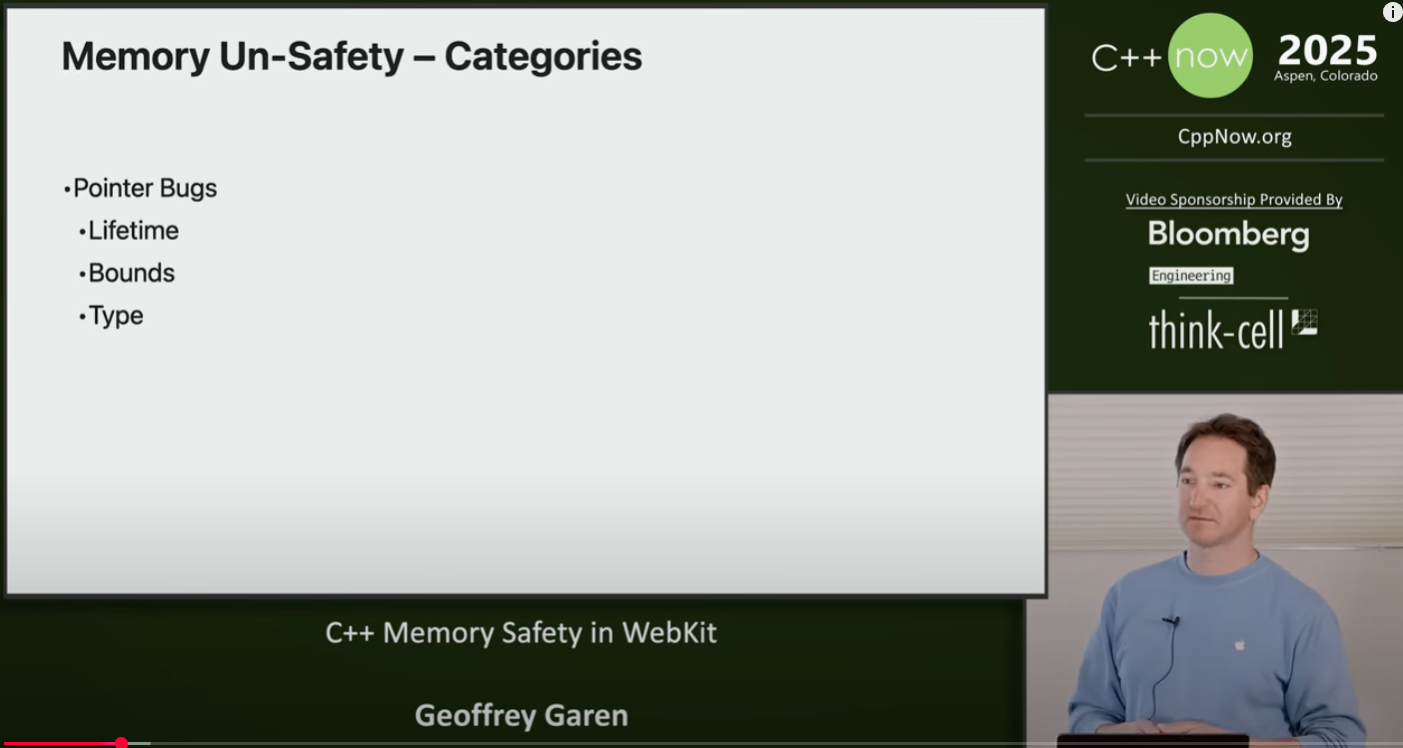 Memory Un-Safety – Categories
•Pointer Bugs
•Lifetime
•Bounds
•Type
C++ now 2025
Aspen, Colorado
CppNow.org
Video Sponsorship Provided By
Bloomberg
Engineering
think-cell
C++ Memory Safety in WebKit
Geoffrey Garen